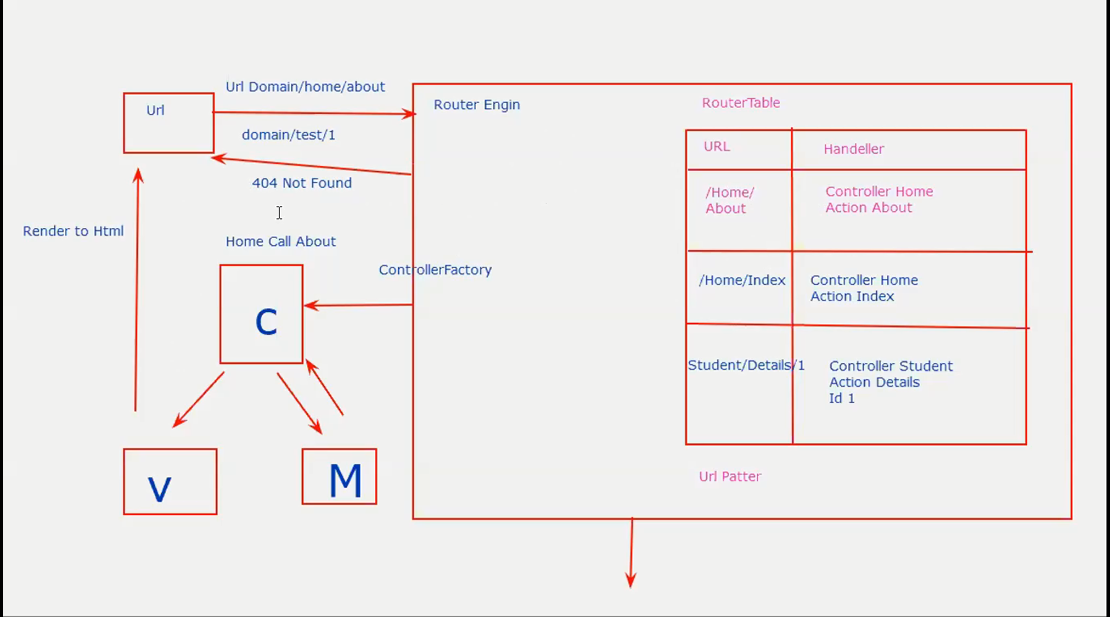 Url Domain/home/about
Url
domain/test/1
404 Not Found
Render to Html
Home Call About
ControllerFactory
C
V
M
Router Engin
RouterTable
URL
Handeller
/Home/
About
Controller Home
Action About
/Home/Index
Controller Home
Action Index
Student/Details/1
Controller Student
Action Details
Id 1
Url Patter